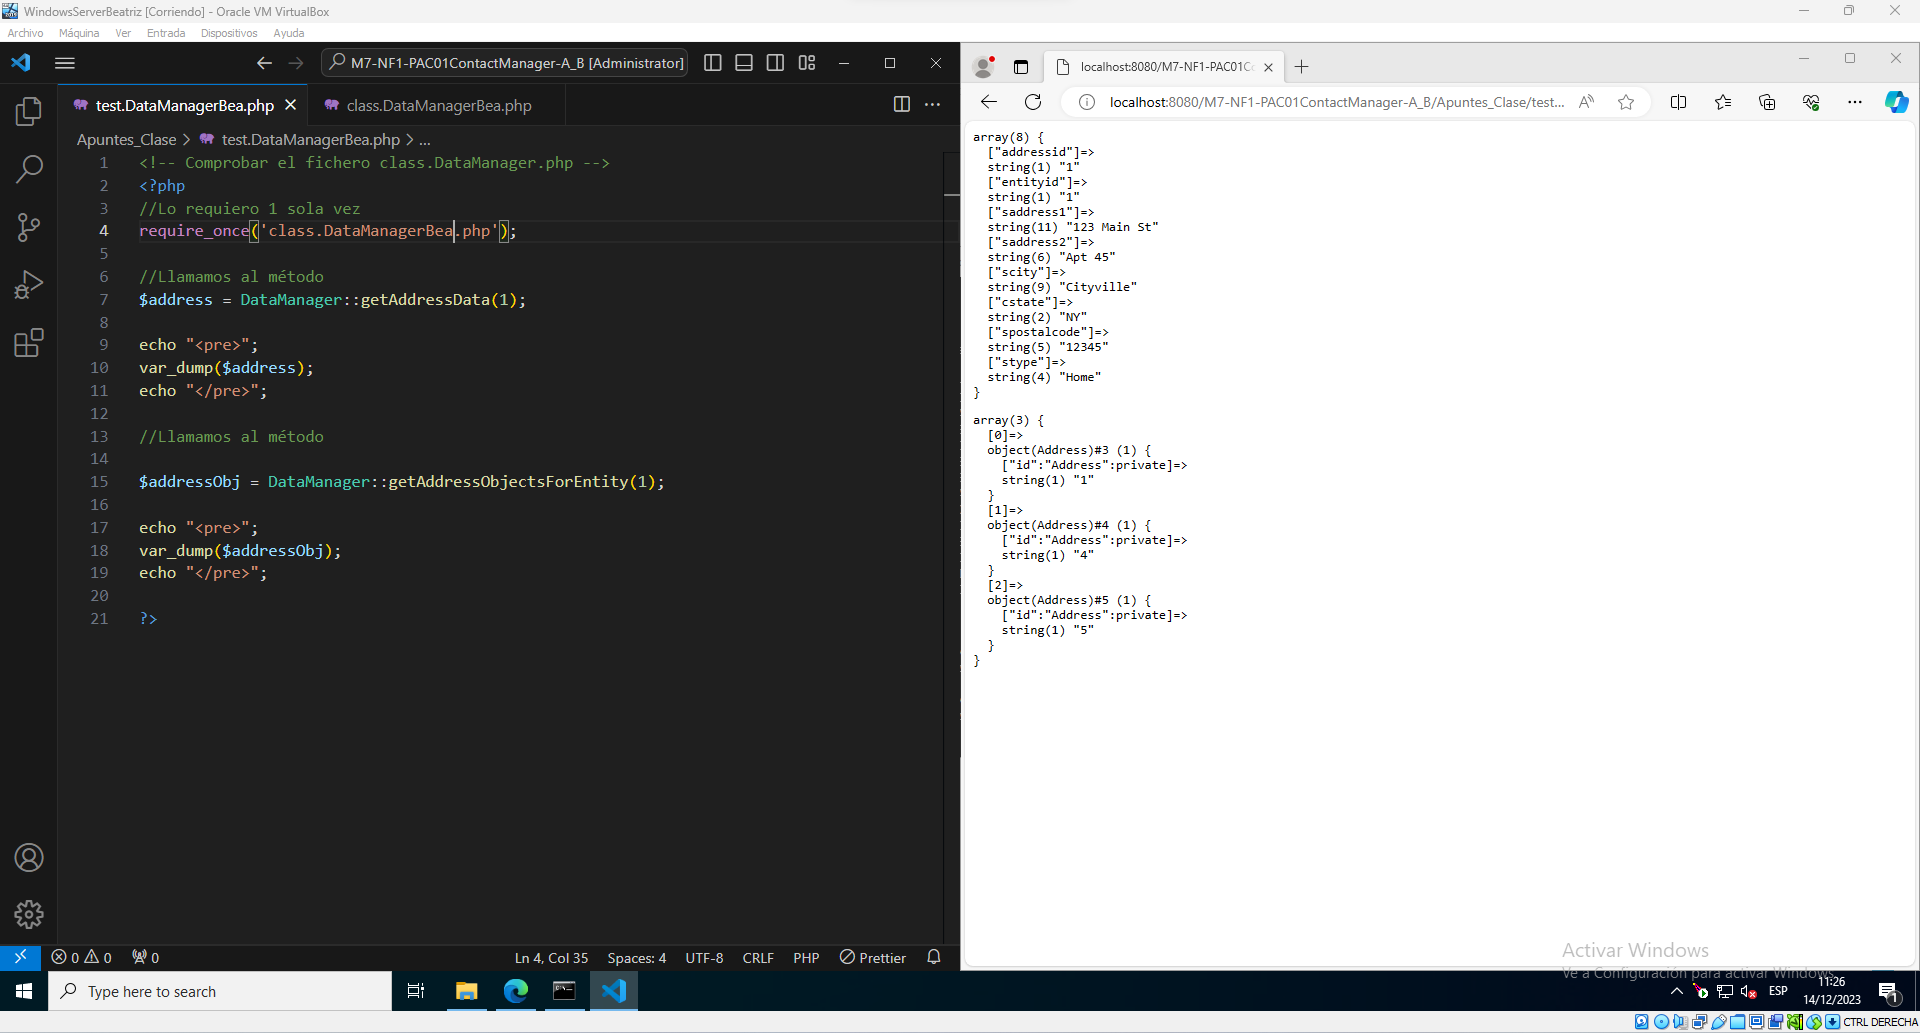 WindowsServerBeatriz [Corriendo] - Oracle VM VirtualBox
Archivo Máquina Ver Entrada Dispositivos Ayuda
M7-NF1-PAC01ContactManager-A_B [Administrator]
test.DataManagerBea.php
class.DataManagerBea.php
Apuntes_Clase > test.DataManagerBea.php > ...
1 <!-- Comprobar el fichero class.DataManager.php -->
2 <?php
3 //Lo requiero 1 sola vez
4 require_once('class.DataManagerBea.php');
5
6 //Llamamos al método
7 $address = DataManager::getAddressData(1);
8
9 echo "<pre>";
10 var_dump($address);
11 echo "</pre>";
12
13 //Llamamos al método
14
15 $addressObj = DataManager::getAddressObjectsForEntity(1);
16
17 echo "<pre>";
18 var_dump($addressObj);
19 echo "</pre>";
20
21 ?>
0 0 0
Ln 4, Col 35 Spaces: 4 UTF-8 CRLF PHP Prettier
localhost:8080/M7-NF1-PAC01C
localhost:8080/M7-NF1-PAC01ContactManager-A_B/Apuntes_Clase/test...
array(8) {
["addressid"]=>
string(1) "1"
["entityid"]=>
string(1) "1"
["saddress1"]=>
string(11) "123 Main St"
["saddress2"]=>
string(6) "Apt 45"
["scity"]=>
string(9) "Cityville"
["cstate"]=>
string(2) "NY"
["spostalcode"]=>
string(5) "12345"
["stype"]=>
string(4) "Home"
}
array(3) {
[0]=>
object(Address)#3 (1) {
["id":"Address":private]=>
string(1) "1"
}
[1]=>
object(Address)#4 (1) {
["id":"Address":private]=>
string(1) "4"
}
[2]=>
object(Address)#5 (1) {
["id":"Address":private]=>
string(1) "5"
}
}
Activar Windows
Ve a Configuración para activar Windows.
Type here to search
ESP
11:26
14/12/2023
1
CTRL DERECHA